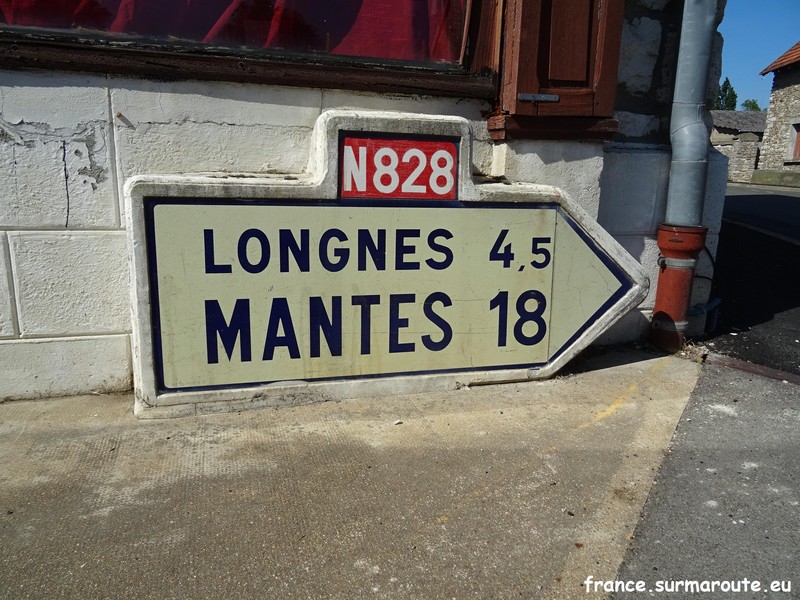 N828
LONGNES 4,5
MANTES 18
france.surmaroute.eu